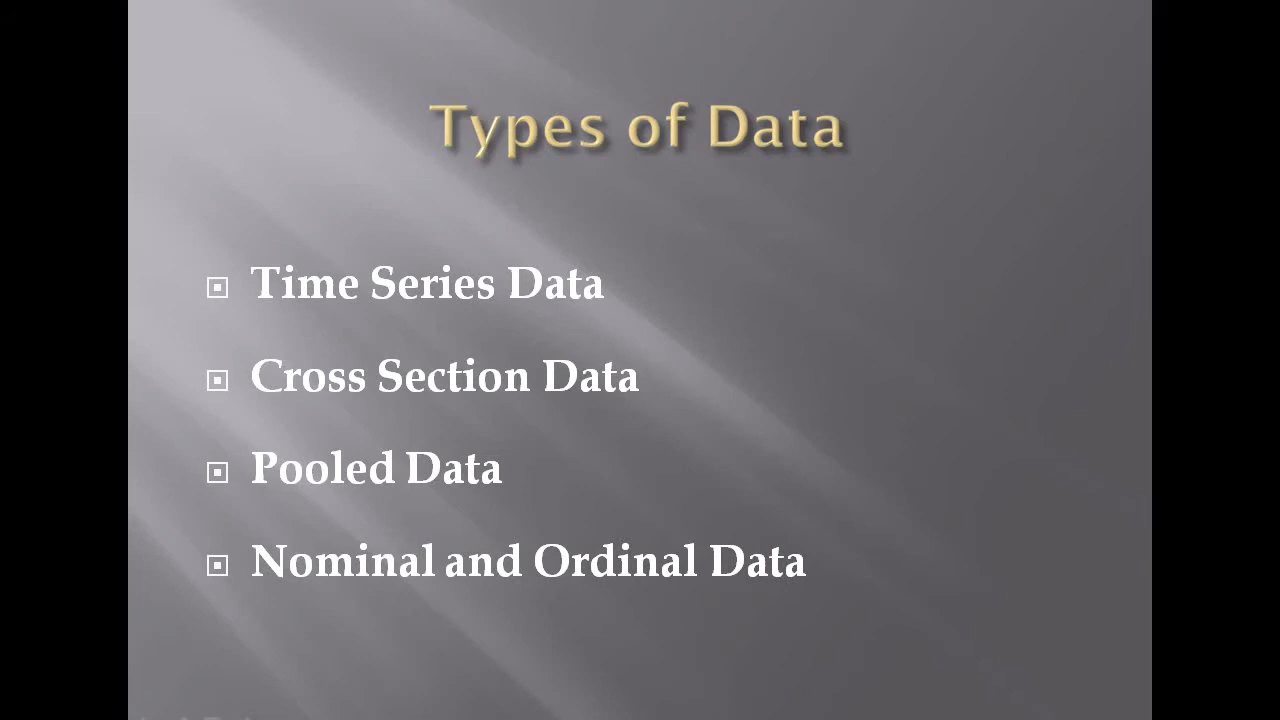 Types of Data
Time Series Data
Cross Section Data
Pooled Data
Nominal and Ordinal Data